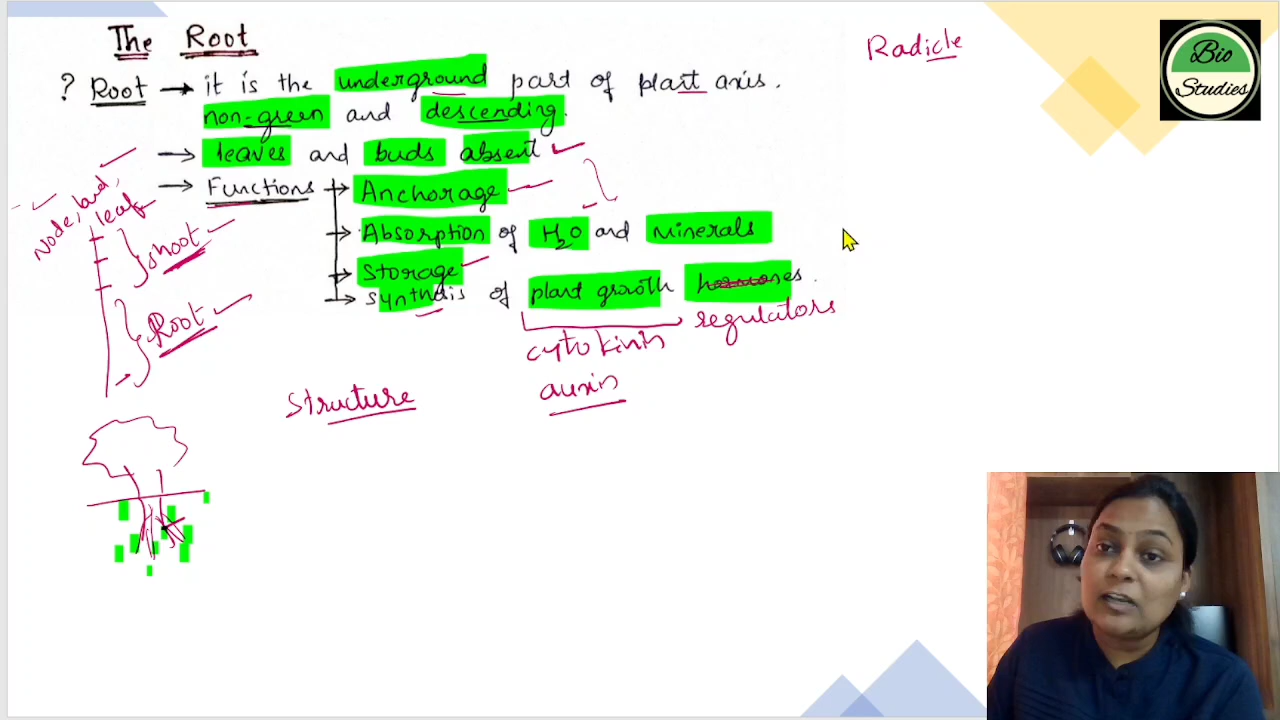 The Root
Radicle
Bio
Studies
? Root → it is the underground part of plant axis.
non-green and descending.
→ leaves and buds absent
→ Functions → Anchorage
→ Absorption of H2O and minerals
→ Storage
→ Synthsis of plant growth hormones.
regulators
cytokinin
auxin
Node, bud,
leaf
Shoot
Root
Structure